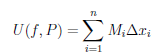 U(f, P) = \sum_{i=1}^{n} M_i \Delta x_i